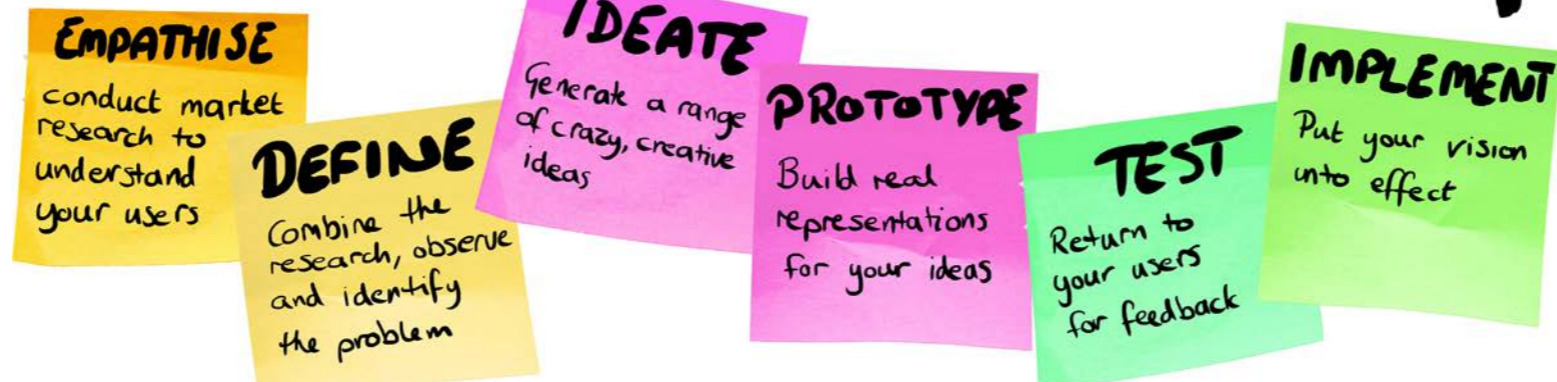 EMPATHISE
conduct market
research to
understand
your users
DEFINE
Combine the
research, observe
and identify
the problem
IDEATE
Generate a range
of crazy, creative
ideas
PROTOTYPE
Build real
representations
for your ideas
TEST
Return to
your users
for feedback
IMPLEMENT
Put your vision
into effect